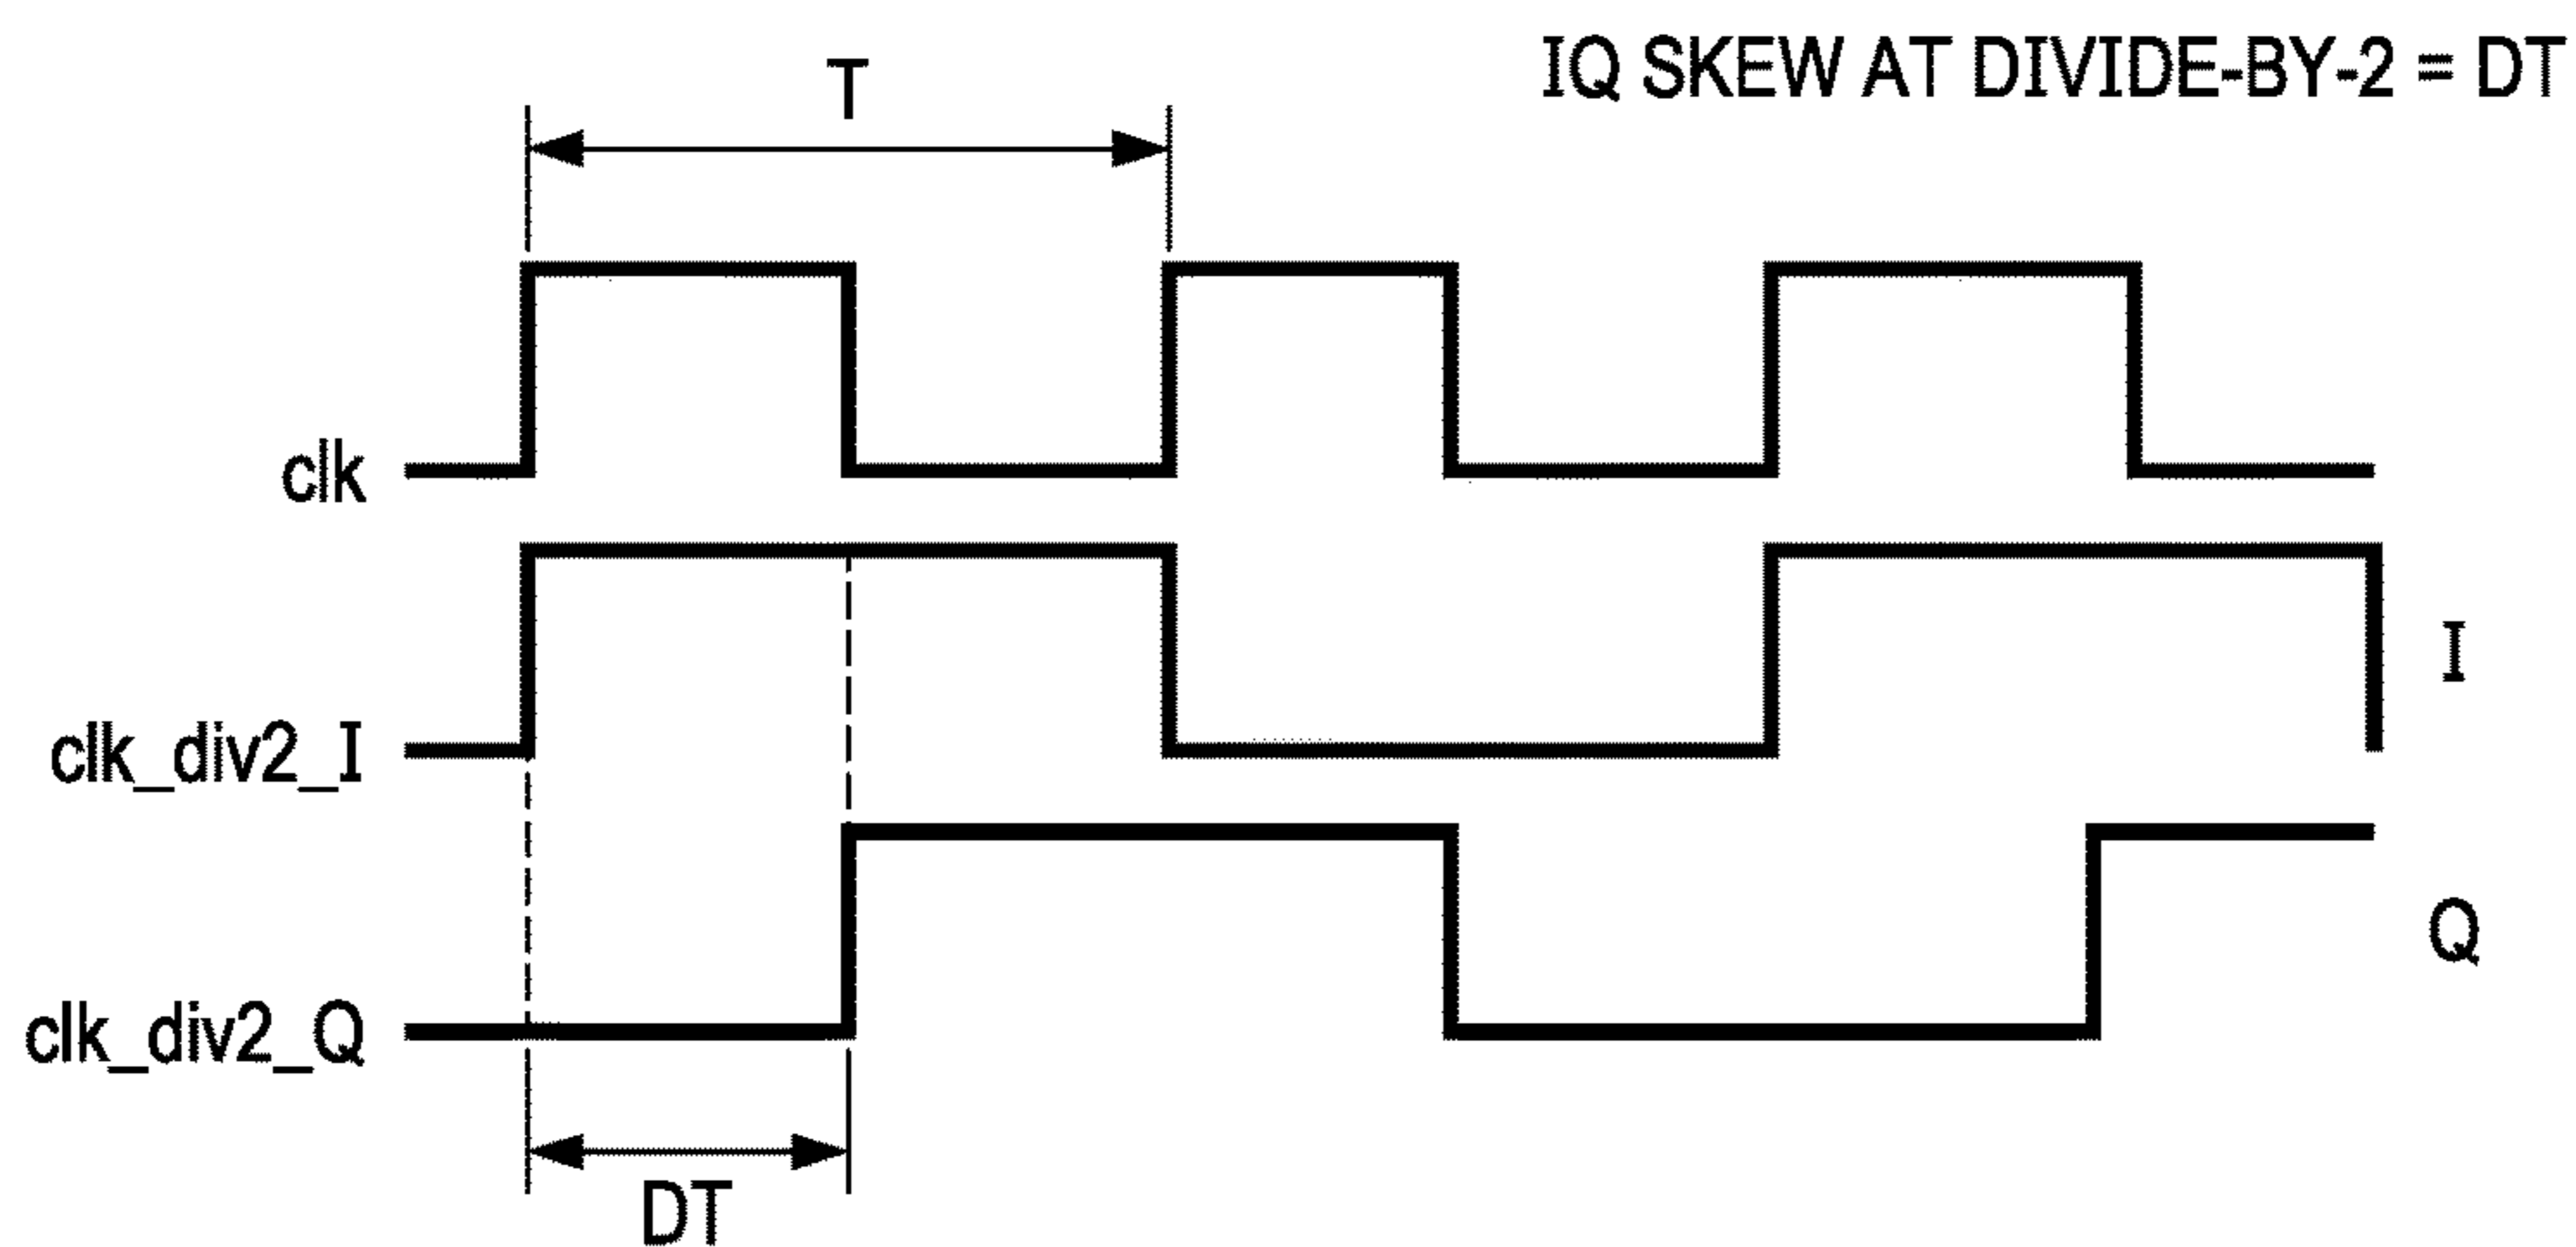 IQ SKEW AT DIVIDE-BY-2 = DT
T
clk
clk_div2_I
I
clk_div2_Q
Q
DT